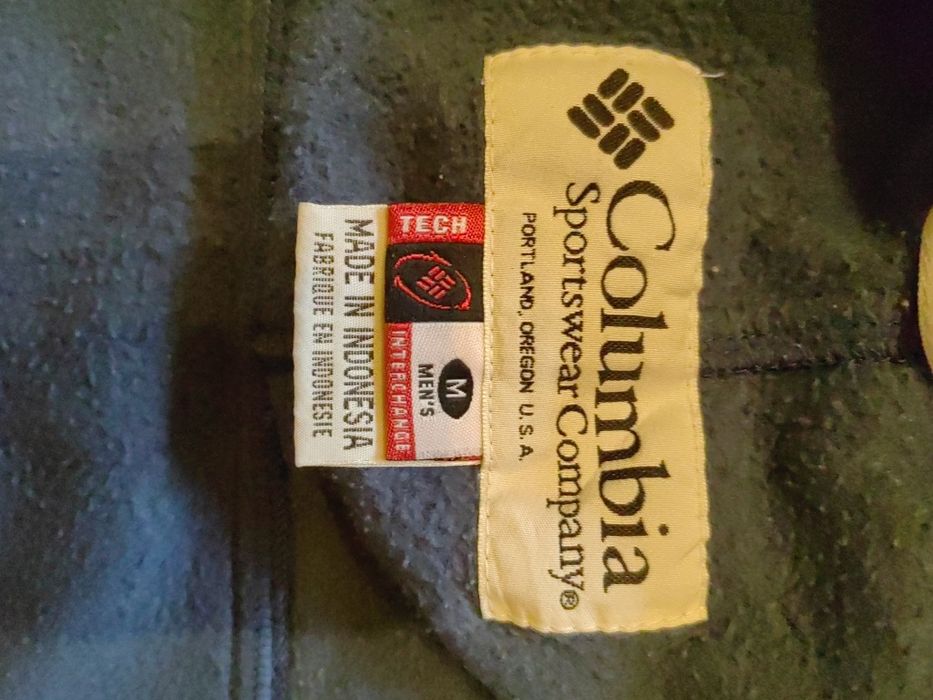 Columbia
Sportswear Company®
PORTLAND, OREGON U.S.A.
TECH
INTERCHANGE
M
MEN'S
MADE IN INDONESIA
FABRIQUE EN INDONESIE